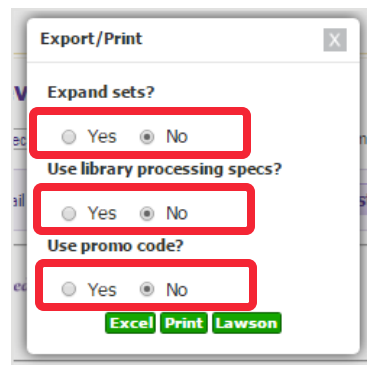 Export/Print X
Expand sets?
Yes No
Use library processing specs?
Yes No
Use promo code?
Yes No
Excel Print Lawson